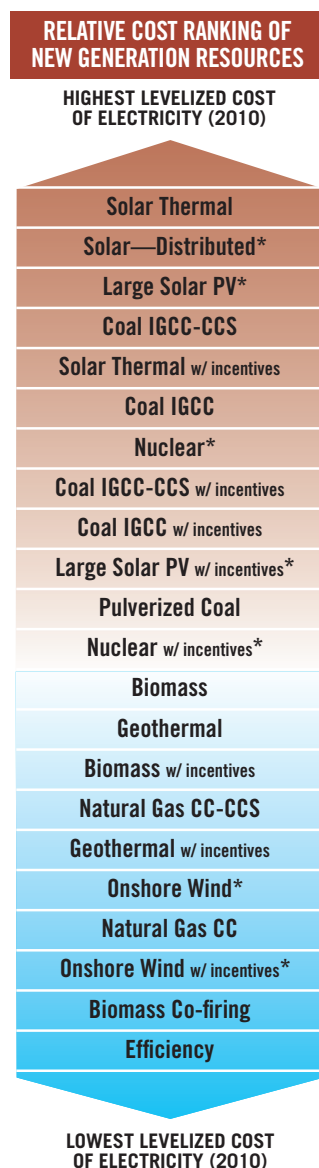 RELATIVE COST RANKING OF
NEW GENERATION RESOURCES
HIGHEST LEVELIZED COST
OF ELECTRICITY (2010)
Solar Thermal
Solar—Distributed*
Large Solar PV*
Coal IGCC-CCS
Solar Thermal w/ incentives
Coal IGCC
Nuclear*
Coal IGCC-CCS w/ incentives
Coal IGCC w/ incentives
Large Solar PV w/ incentives*
Pulverized Coal
Nuclear w/ incentives*
Biomass
Geothermal
Biomass w/ incentives
Natural Gas CC-CCS
Geothermal w/ incentives
Onshore Wind*
Natural Gas CC
Onshore Wind w/ incentives*
Biomass Co-firing
Efficiency
LOWEST LEVELIZED COST
OF ELECTRICITY (2010)